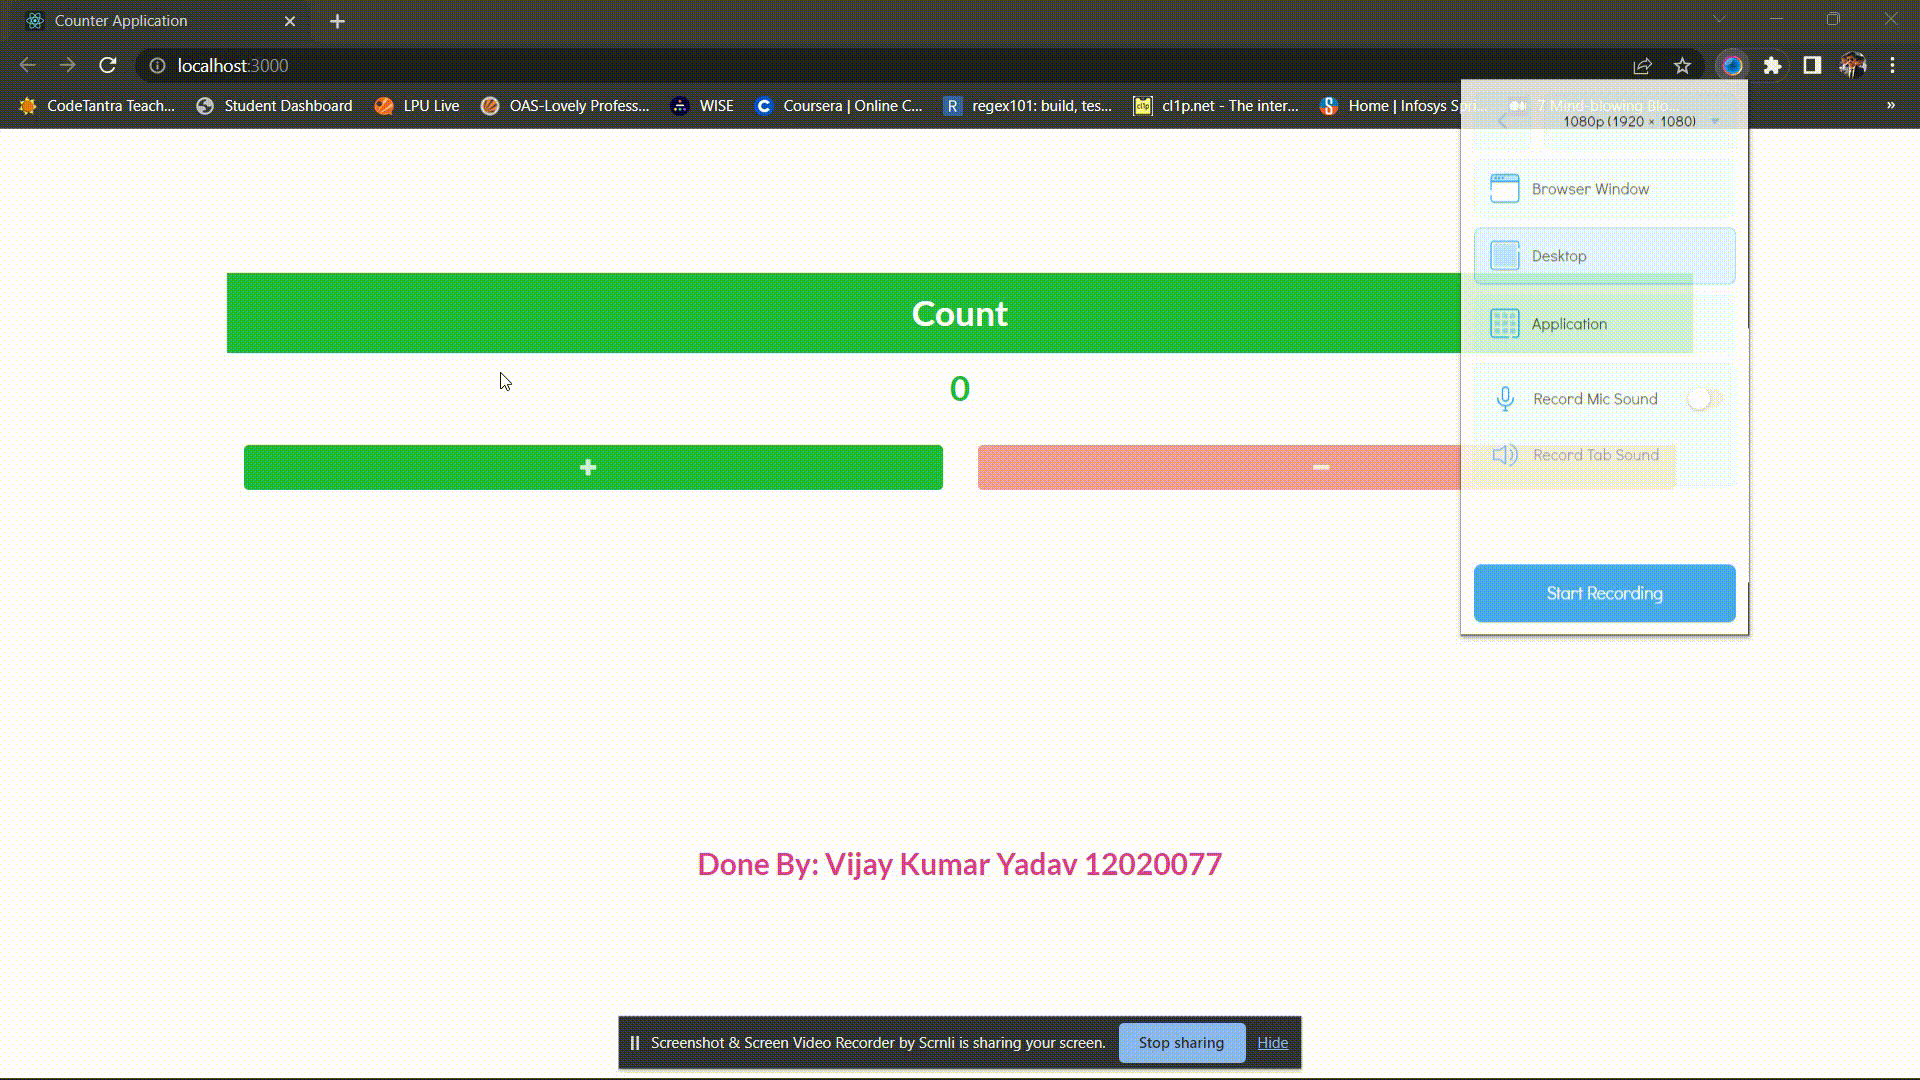 Counter Application
localhost:3000
CodeTantra Teach... Student Dashboard LPU Live OAS-Lovely Profess... WISE Coursera | Online C... regex101: build, tes... cl1p.net - The inter... Home | Infosys Spri... 7 Mind-blowing Blo... »
1080p (1920 × 1080)
Browser Window
Desktop
Count
Application
0
Record Mic Sound
Record Tab Sound
+ −
Start Recording
Done By: Vijay Kumar Yadav 12020077
Screenshot & Screen Video Recorder by Scrnli is sharing your screen. Stop sharing Hide